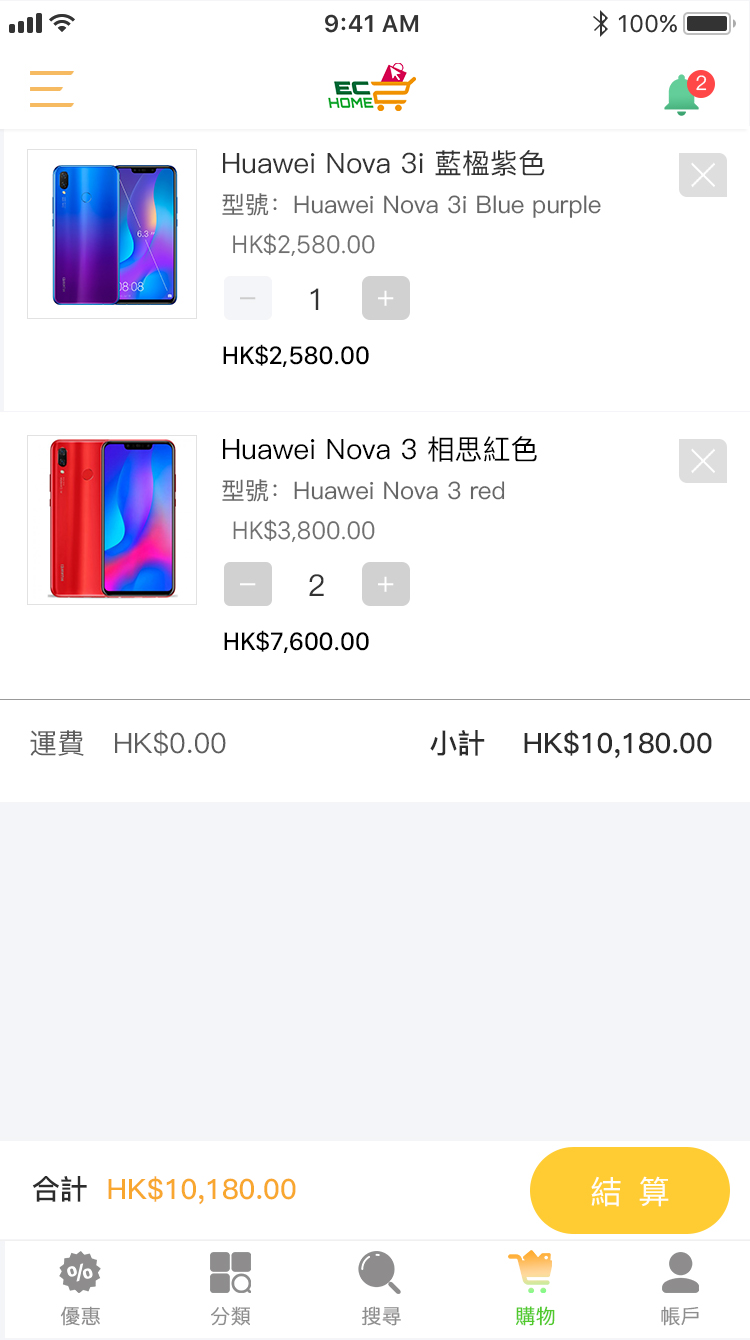 9:41 AM
100%
EC
HOME
2
Huawei Nova 3i 藍楹紫色
型號：Huawei Nova 3i Blue purple
HK$2,580.00
1
HK$2,580.00
6.3
08:08
Huawei Nova 3 相思紅色
型號：Huawei Nova 3 red
HK$3,800.00
2
HK$7,600.00
運費 HK$0.00 小計 HK$10,180.00
合計 HK$10,180.00 結 算
優惠 分類 搜尋 購物 帳戶